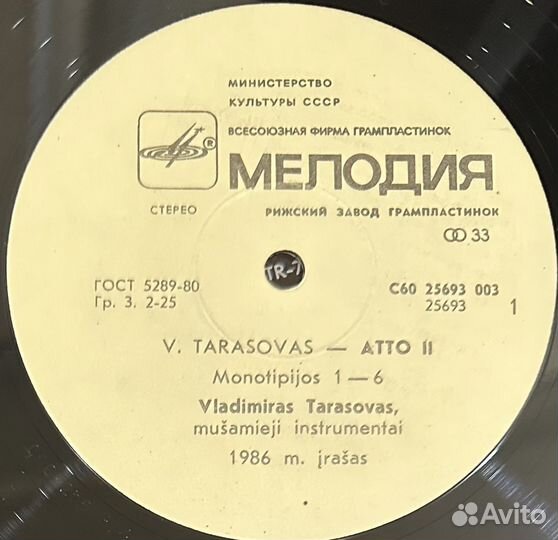 МИНИСТЕРСТВО
КУЛЬТУРЫ СССР
ВСЕСОЮЗНАЯ ФИРМА ГРАМПЛАСТИНОК
®
МЕЛОДИЯ
СТЕРЕО
РИЖСКИЙ ЗАВОД ГРАМПЛАСТИНОК
33
TR-7
ГОСТ 5289-80
С60 25693 003
Гр. 3. 2-25
25693
1
V. TARASOVAS — ATTO II
Monotipijos 1—6
Vladimiras Tarasovas,
mušamieji instrumentai
1986 m. įrašas
Avito